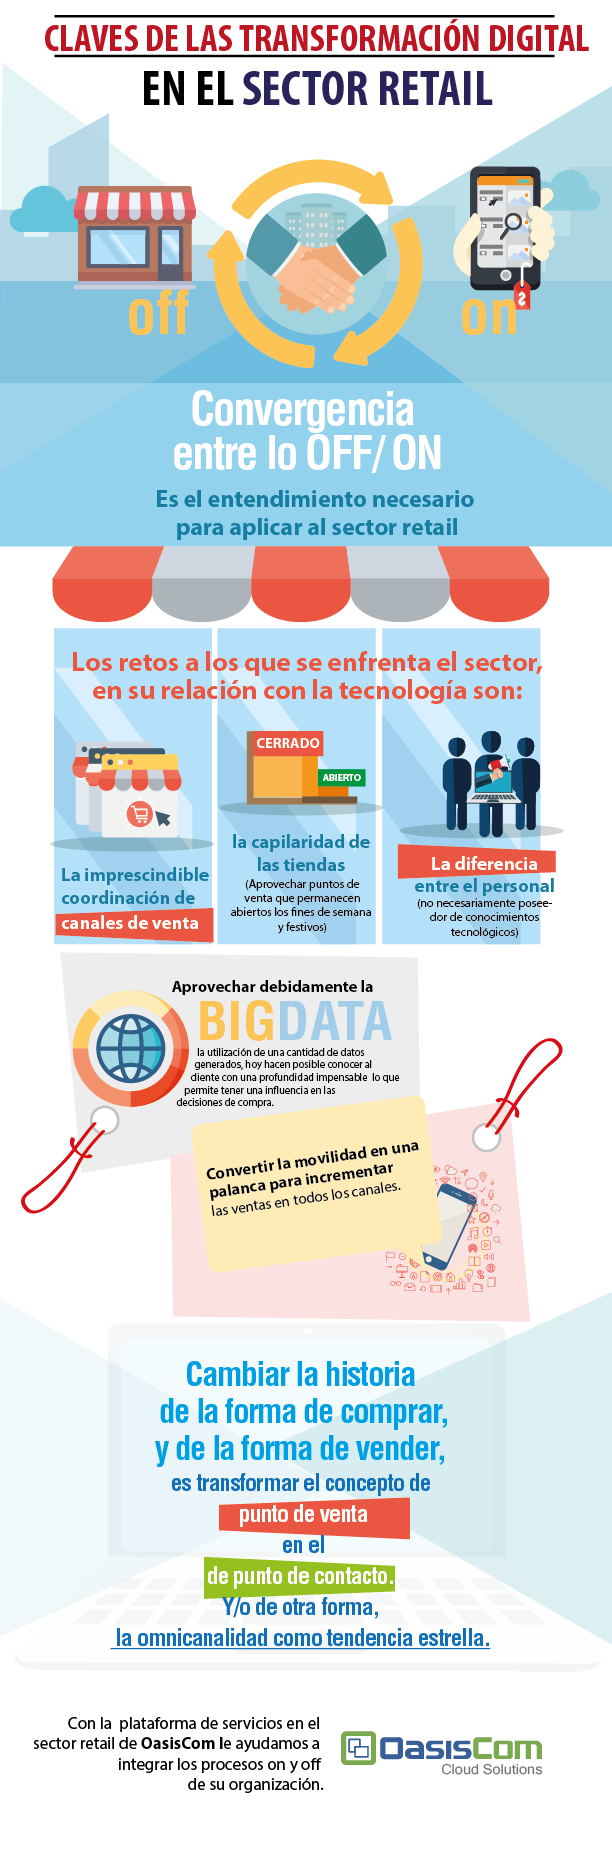 CLAVES DE LAS TRANSFORMACIÓN DIGITAL
EN EL SECTOR RETAIL
off
on
Convergencia
entre lo OFF/ ON
Es el entendimiento necesario
para aplicar al sector retail
Los retos a los que se enfrenta el sector,
en su relación con la tecnología son:
La imprescindible
coordinación de
canales de venta
CERRADO
ABIERTO
la capilaridad de
las tiendas
(Aprovechar puntos de
venta que permanecen
abiertos los fines de semana
y festivos)
La diferencia
entre el personal
(no necesariamente posee-
dor de conocimientos
tecnológicos)
Aprovechar debidamente la
BIGDATA
la utilización de una cantidad de datos
generados, hoy hacen posible conocer al
cliente con una profundidad impensable lo que
permite tener una influencia en las
decisiones de compra.
Convertir la movilidad en una
palanca para incrementar
las ventas en todos los canales.
Cambiar la historia
de la forma de comprar,
y de la forma de vender,
es transformar el concepto de
punto de venta
en el
de punto de contacto.
Y/o de otra forma,
la omnicanalidad como tendencia estrella.
Con la plataforma de servicios en el
sector retail de OasisCom le ayudamos a
integrar los procesos on y off
de su organización.
OasisCom
Cloud Solutions